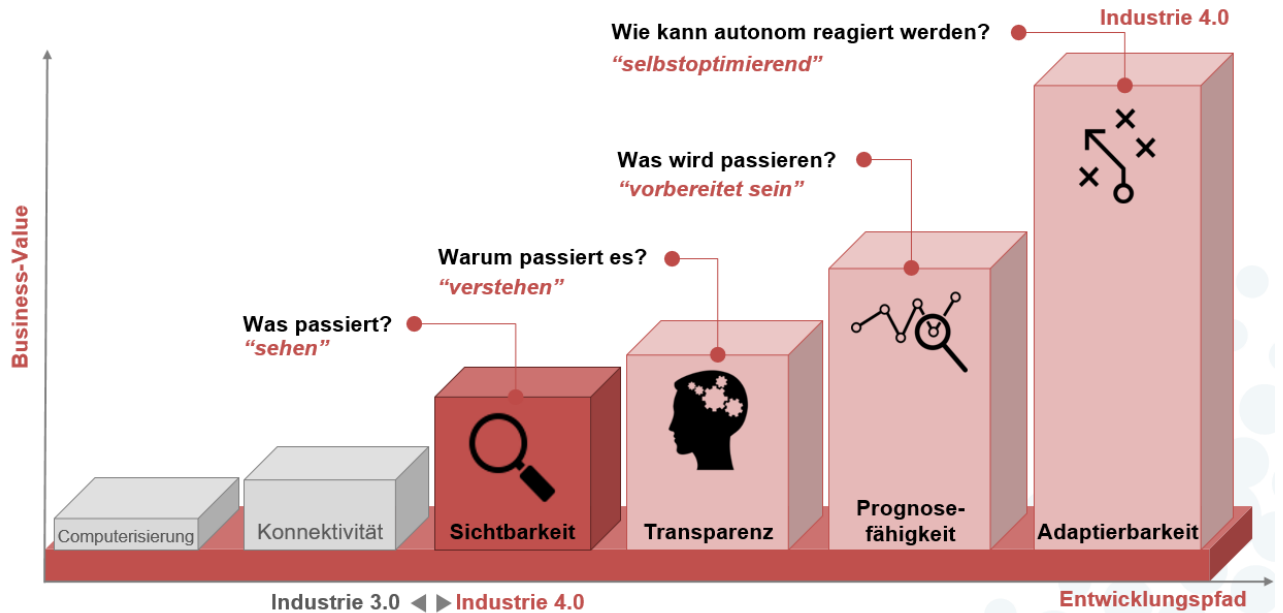 Industrie 4.0
Wie kann autonom reagiert werden?
“selbstoptimierend”
Was wird passieren?
“vorbereitet sein”
Warum passiert es?
“verstehen”
Was passiert?
“sehen”
Business-Value
Computerisierung
Konnektivität
Sichtbarkeit
Transparenz
Prognose-
fähigkeit
Adaptierbarkeit
Industrie 3.0
Industrie 4.0
Entwicklungspfad